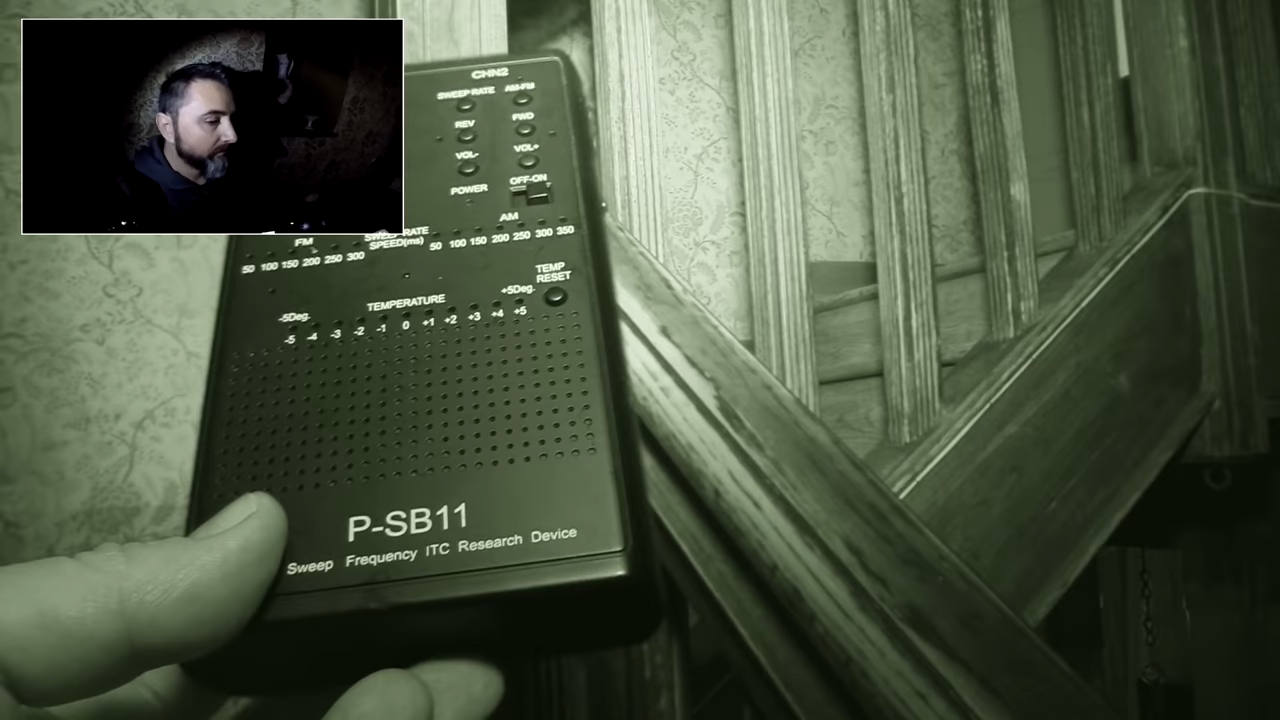 CHN2
SWEEP RATE AM-FM
REV FWD
VOL- VOL+
POWER OFF-ON
FM SWEEP RATE SPEED(ms) AM
50 100 150 200 250 300 50 100 150 200 250 300 350
TEMP RESET
-5Deg. TEMPERATURE +5Deg.
-5 -4 -3 -2 -1 0 +1 +2 +3 +4 +5
P-SB11
Sweep Frequency ITC Research Device